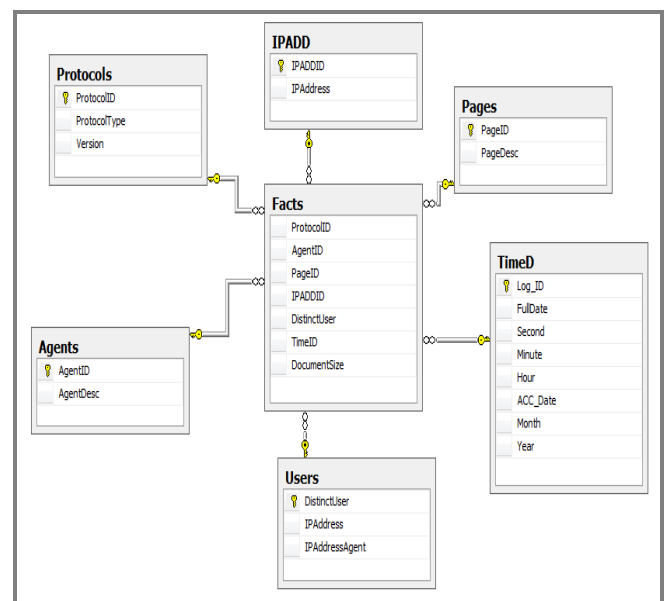 IPADD
IPADDID
IPAddress
Protocols
ProtocolID
ProtocolType
Version
Pages
PageID
PageDesc
Facts
ProtocolID
AgentID
PageID
IPADDID
DistinctUser
TimeID
DocumentSize
TimeD
Log_ID
FullDate
Second
Minute
Hour
ACC_Date
Month
Year
Agents
AgentID
AgentDesc
Users
DistinctUser
IPAddress
IPAddressAgent